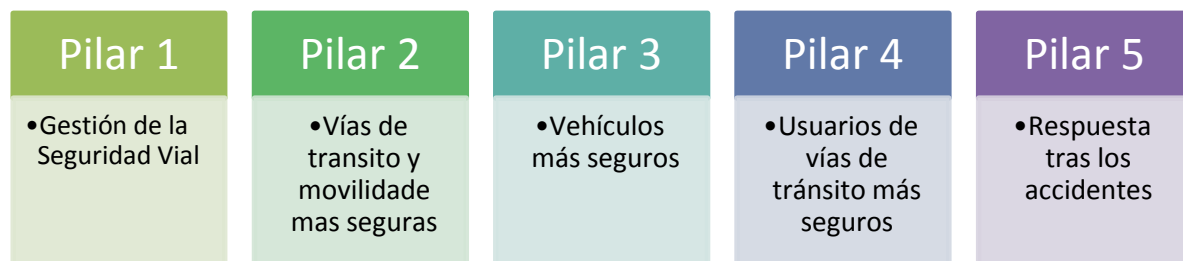 Pilar 1
•Gestión de la
Seguridad Vial
Pilar 2
•Vías de
transito y
movilidade
mas seguras
Pilar 3
•Vehículos
más seguros
Pilar 4
•Usuarios de
vías de
tránsito más
seguros
Pilar 5
•Respuesta
tras los
accidentes